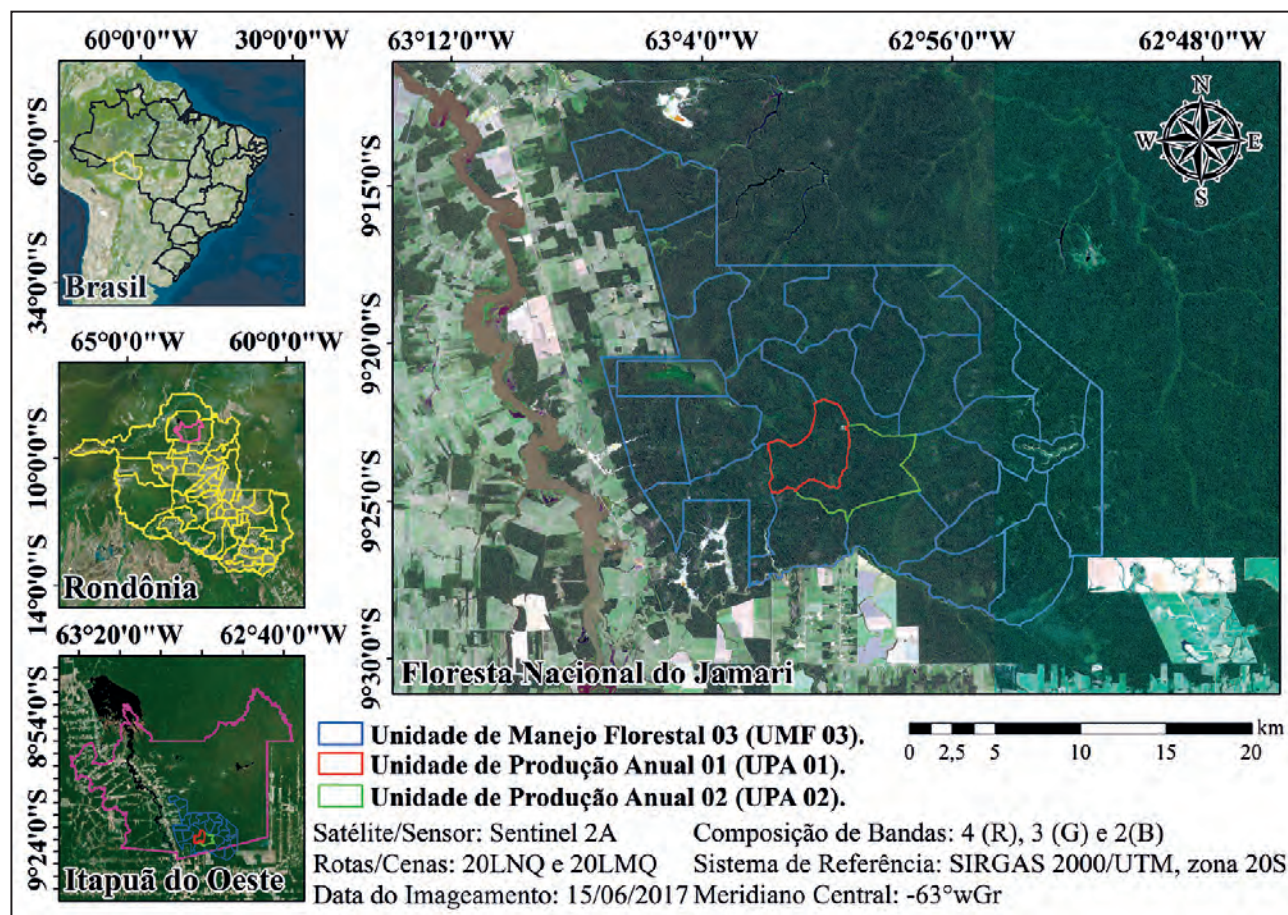 60°0'0"W 30°0'0"W
6°0'0"S
34°0'0"S
Brasil
65°0'0"W 60°0'0"W
10°0'0"S
14°0'0"S
Rondônia
63°20'0"W 62°40'0"W
8°54'0"S
9°24'0"S
Itapuã do Oeste
63°12'0"W 63°4'0"W 62°56'0"W 62°48'0"W
9°15'0"S
9°20'0"S
9°25'0"S
9°30'0"S
N
W E
S
Floresta Nacional do Jamari
Unidade de Manejo Florestal 03 (UMF 03).
Unidade de Produção Anual 01 (UPA 01).
Unidade de Produção Anual 02 (UPA 02).
km
0 2,5 5 10 15 20
Satélite/Sensor: Sentinel 2A Composição de Bandas: 4 (R), 3 (G) e 2(B)
Rotas/Cenas: 20LNQ e 20LMQ Sistema de Referência: SIRGAS 2000/UTM, zona 20S
Data do Imageamento: 15/06/2017 Meridiano Central: -63°wGr